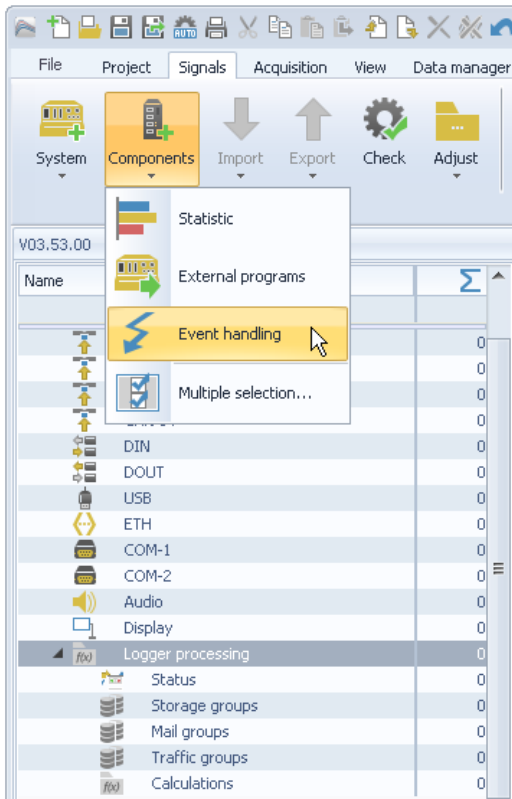 AUTO
File Project Signals Acquisition View Data manager
System Components Import Export Check Adjust
Statistic
V03.53.00
External programs
Name Σ
Event handling
0
0
Multiple selection...
0
0
DIN 0
DOUT 0
USB 0
ETH 0
COM-1 0
COM-2 0
Audio 0
Display 0
f(x) Logger processing 0
Status 0
Storage groups 0
Mail groups 0
Traffic groups 0
f(x) Calculations 0